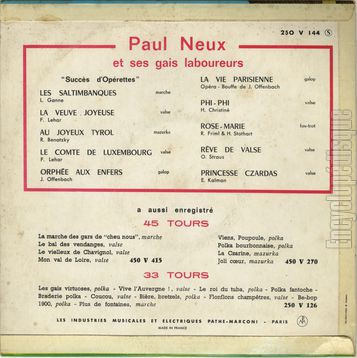 250 V 144 S
Paul Neux
et ses gais laboureurs
"Succès d'Opérettes"
LES SALTIMBANQUES marche
L. Ganne
LA VEUVE JOYEUSE valse
F. Lehar
AU JOYEUX TYROL mazurka
R. Benatzky
LE COMTE DE LUXEMBOURG valse
F. Lehar
ORPHÉE AUX ENFERS galop
J. Offenbach
LA VIE PARISIENNE galop
Opéra - Bouffe de J. Offenbach
PHI-PHI valse
H. Christiné
ROSE-MARIE fox-trot
R. Friml & H. Stothart
RÊVE DE VALSE valse
O. Straus
PRINCESSE CZARDAS valse
E. Kalman
a aussi enregistré
45 TOURS
La marche des gars de "cheu nous", marche
Le bal des vendanges, valse
Le vielleux de Chavignol, valse
Mon val de Loire, valse 450 V 415
Viens, Poupoule, polka
Polka bourbonnaise, polka
La Czarine, mazurka
Joli cœur, mazurka 450 V 270
33 TOURS
Les gais virtuoses, polka - Vive l'Auvergne ! , valse - Le roi du tuba, polka - Polka fantoche -
Braderie polka - Coucou, valse - Bière, bretzels, polka - Flonflons champêtres, valse - Be-bop
1900, polka - Plus de fontaines, marche 250 V 126
LES INDUSTRIES MUSICALES ET ELECTRIQUES PATHE-MARCONI - PARIS
MADE IN FRANCE